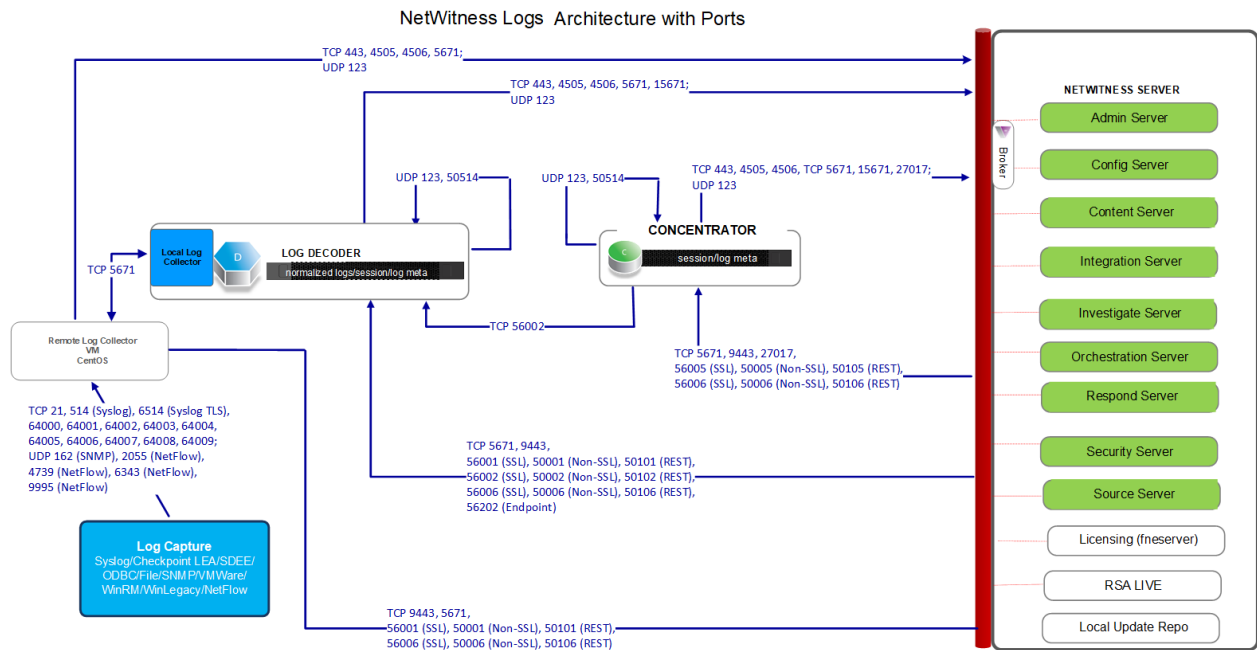 NetWitness Logs Architecture with Ports
TCP 443, 4505, 4506, 5671;
UDP 123
TCP 443, 4505, 4506, 5671, 15671;
UDP 123
NETWITNESS SERVER
Admin Server
Broker
Config Server
UDP 123, 50514
UDP 123, 50514
TCP 443, 4505, 4506, TCP 5671, 15671, 27017;
UDP 123
Content Server
Local Log
Collector
D
LOG DECODER
normalized logs/session/log meta
CONCENTRATOR
C
session/log meta
Integration Server
TCP 5671
Investigate Server
TCP 56002
Remote Log Collector
VM
CentOS
Orchestration Server
TCP 5671, 9443, 27017,
56005 (SSL), 50005 (Non-SSL), 50105 (REST),
56006 (SSL), 50006 (Non-SSL), 50106 (REST)
Respond Server
TCP 21, 514 (Syslog), 6514 (Syslog TLS),
64000, 64001, 64002, 64003, 64004,
64005, 64006, 64007, 64008, 64009;
UDP 162 (SNMP), 2055 (NetFlow),
4739 (NetFlow), 6343 (NetFlow),
9995 (NetFlow)
TCP 5671, 9443,
56001 (SSL), 50001 (Non-SSL), 50101 (REST),
56002 (SSL), 50002 (Non-SSL), 50102 (REST),
56006 (SSL), 50006 (Non-SSL), 50106 (REST),
56202 (Endpoint)
Security Server
Source Server
Log Capture
Syslog/Checkpoint LEA/SDEE/
ODBC/File/SNMP/VMWare/
WinRM/WinLegacy/NetFlow
Licensing (fneserver)
RSA LIVE
TCP 9443, 5671,
56001 (SSL), 50001 (Non-SSL), 50101 (REST),
56006 (SSL), 50006 (Non-SSL), 50106 (REST)
Local Update Repo